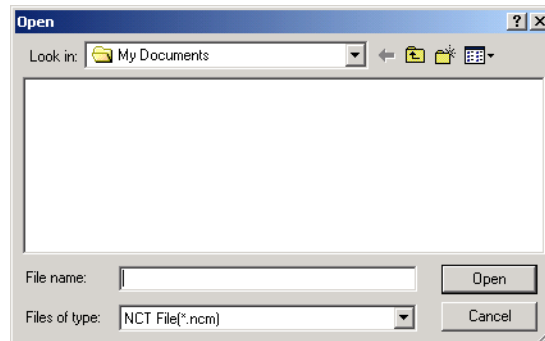 Open
Look in: My Documents
File name:
Open
Files of type: NCT File(*.ncm)
Cancel